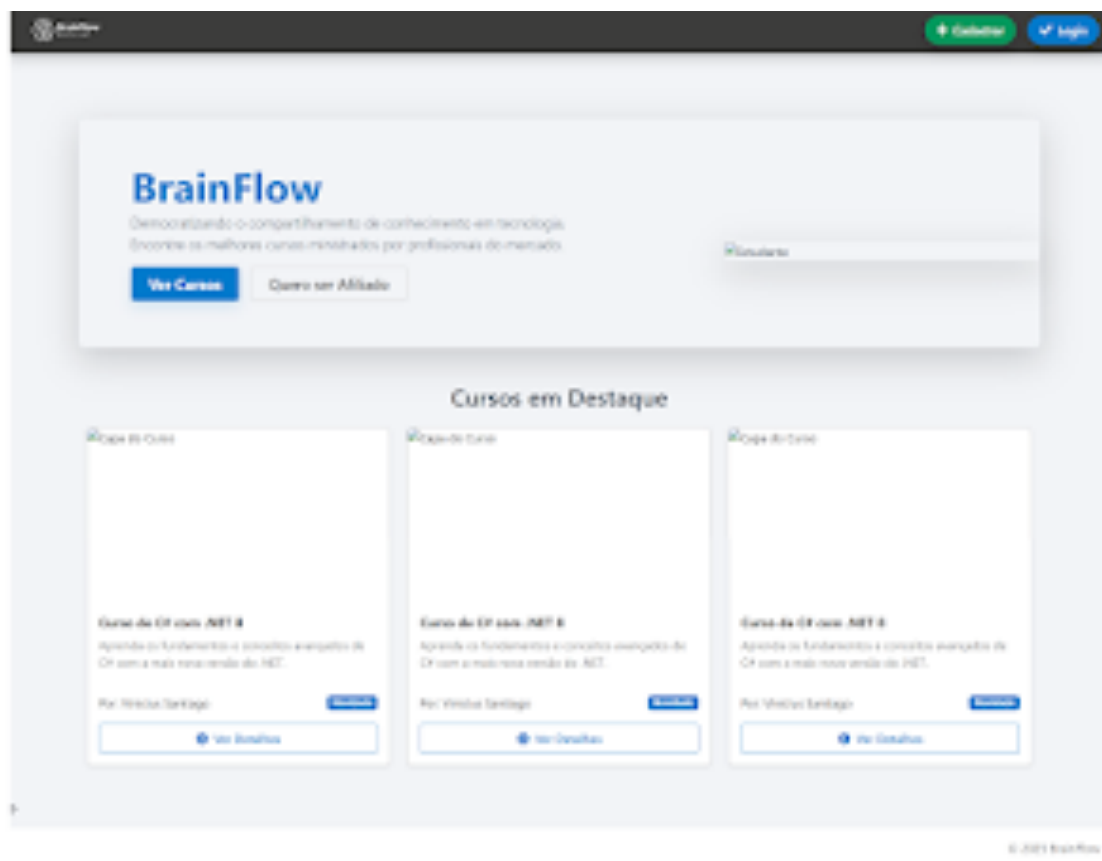 BrainFlow
Cadastrar
Login
BrainFlow
Democratizando o compartilhamento de conhecimento em tecnologia.
Encontre os melhores cursos ministrados por profissionais do mercado.
Ver Cursos
Quero ser Afiliado
Estudante
Cursos em Destaque
Capa do Curso
Capa do Curso
Capa do Curso
Curso de C# com .NET 8
Curso de C# com .NET 8
Curso de C# com .NET 8
Aprenda os fundamentos e conceitos avançados de
C# com a mais nova versão do .NET.
Aprenda os fundamentos e conceitos avançados de
C# com a mais nova versão do .NET.
Aprenda os fundamentos e conceitos avançados de
C# com a mais nova versão do .NET.
Por: Vinicius Santiago
Por: Vinicius Santiago
Por: Vinicius Santiago
Ver Detalhes
Ver Detalhes
Ver Detalhes
BrainFlow